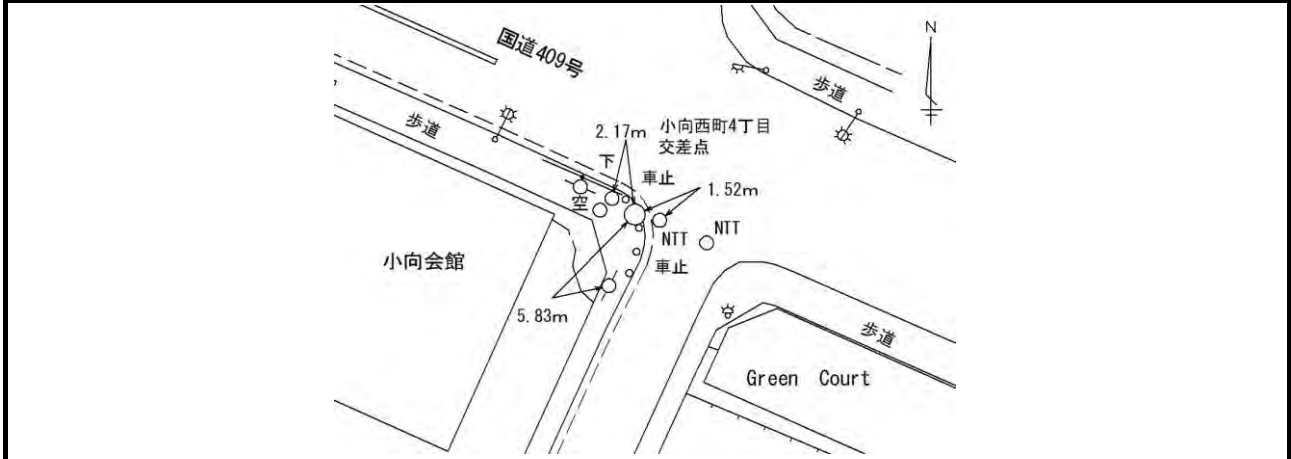 国道409号
N
歩道
歩道
2.17m
小向西町4丁目
交差点
下
車止
1.52m
空
NTT
NTT
小向会館
車止
5.83m
歩道
Green Court